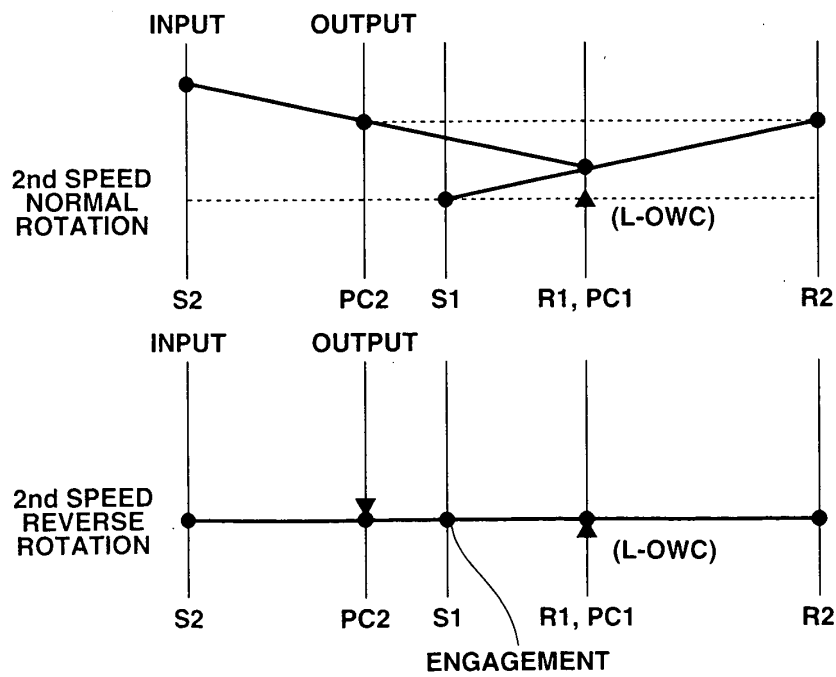 INPUT OUTPUT
2nd SPEED
NORMAL
ROTATION
(L-OWC)
S2 PC2 S1 R1, PC1 R2
INPUT OUTPUT
2nd SPEED
REVERSE
ROTATION
(L-OWC)
S2 PC2 S1 R1, PC1 R2
ENGAGEMENT